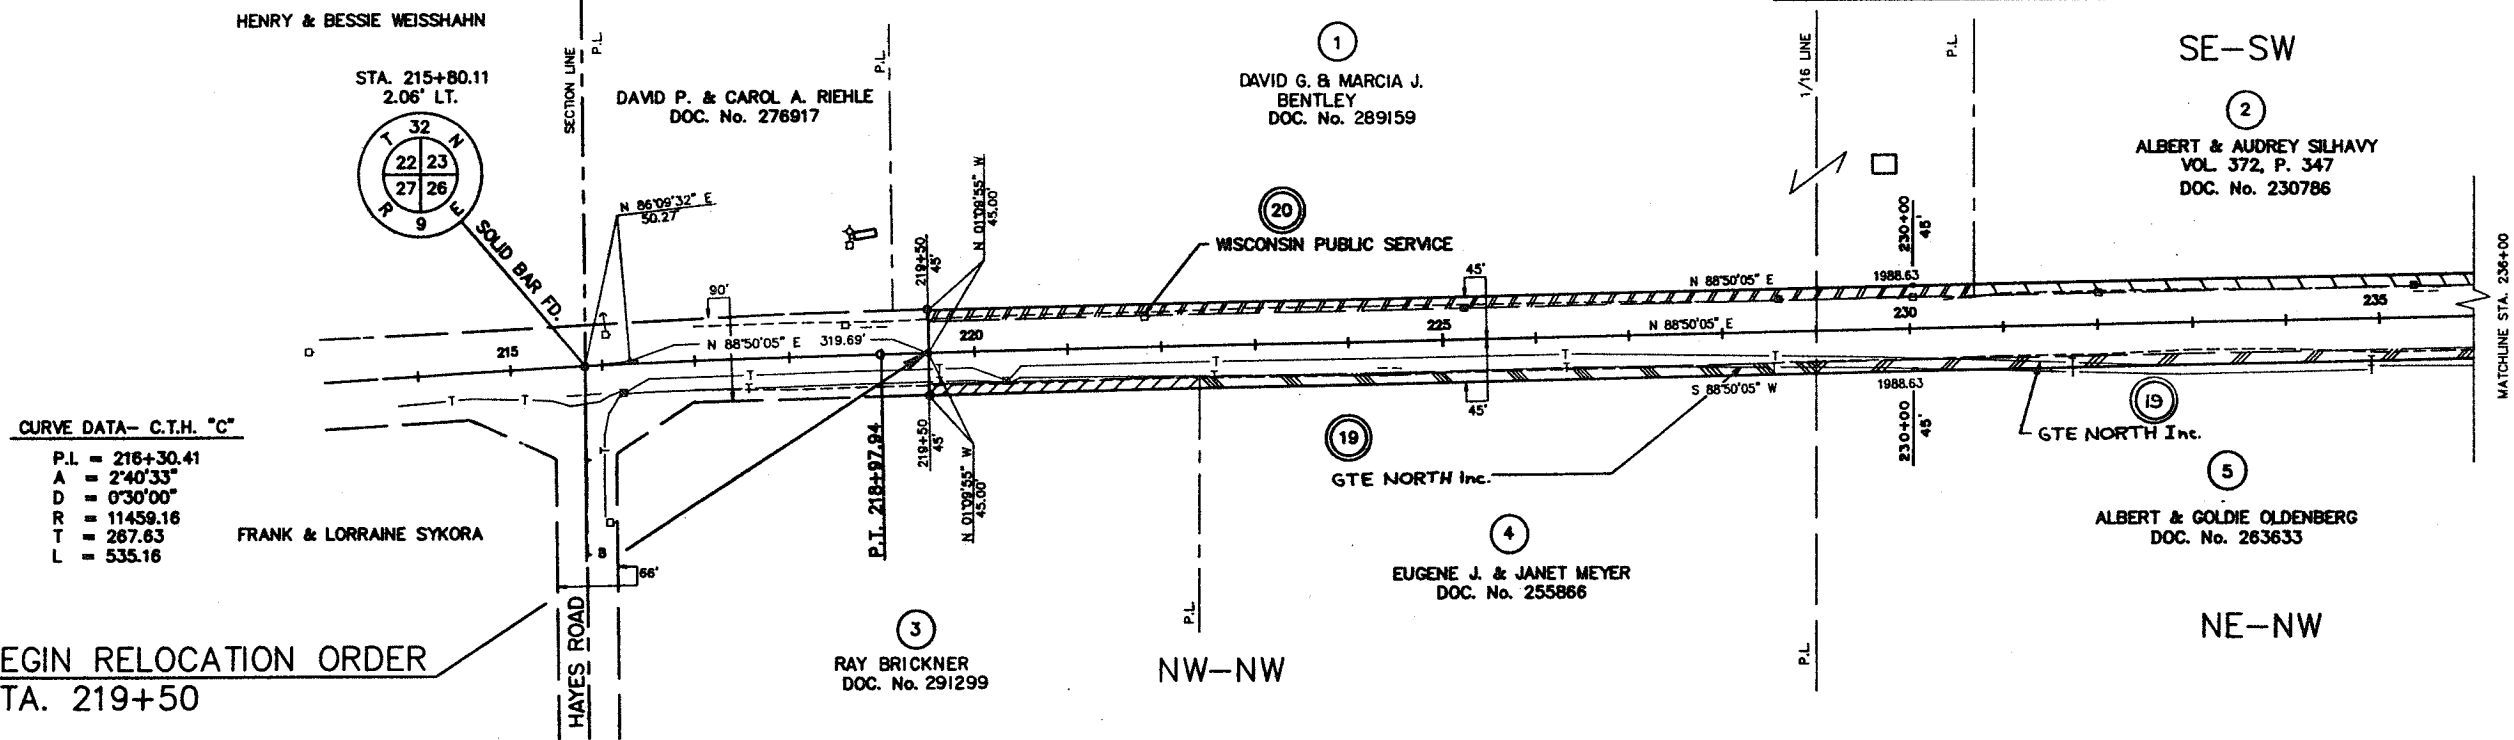 HENRY & BESSIE WEISSHAHN
STA. 215+80.11
2.06' LT.
T 32 N
22 23
27 26
R 9 E
SOLID BAR FD.
SECTION LINE
P.L.
DAVID P. & CAROL A. RIEHLE
DOC. No. 276917
P.L.
1
DAVID G. & MARCIA J.
BENTLEY
DOC. No. 289159
1/16 LINE
P.L.
SE-SW
2
ALBERT & AUDREY SILHAVY
VOL. 372, P. 347
DOC. No. 230786
N 86°09'32" E
50.27'
N 01°09'55" W
45.00'
20
WISCONSIN PUBLIC SERVICE
219+50
45'
230+00
45'
90'
45'
N 88°50'05" E
1988.63
MATCHLINE STA. 236+00
215
N 88°50'05" E 319.69'
220
225
N 88°50'05" E
230
235
T T T T T T T T T T T
S 88°50'05" W
1988.63
45'
CURVE DATA- C.T.H. "C"
P.I. = 216+30.41
Δ = 2°40'33"
D = 0°30'00"
R = 11459.16
T = 267.63
L = 535.16
FRANK & LORRAINE SYKORA
P.T. 218+97.94
219+50
45'
N 01°09'55" W
45.00'
19
GTE NORTH Inc.
230+00
45'
19
GTE NORTH Inc.
4
EUGENE J. & JANET MEYER
DOC. No. 255866
5
ALBERT & GOLDIE OLDENBERG
DOC. No. 263633
8
66'
HAYES ROAD
P.L.
3
RAY BRICKNER
DOC. No. 291299
NW-NW
P.L.
NE-NW
EGIN RELOCATION ORDER
TA. 219+50